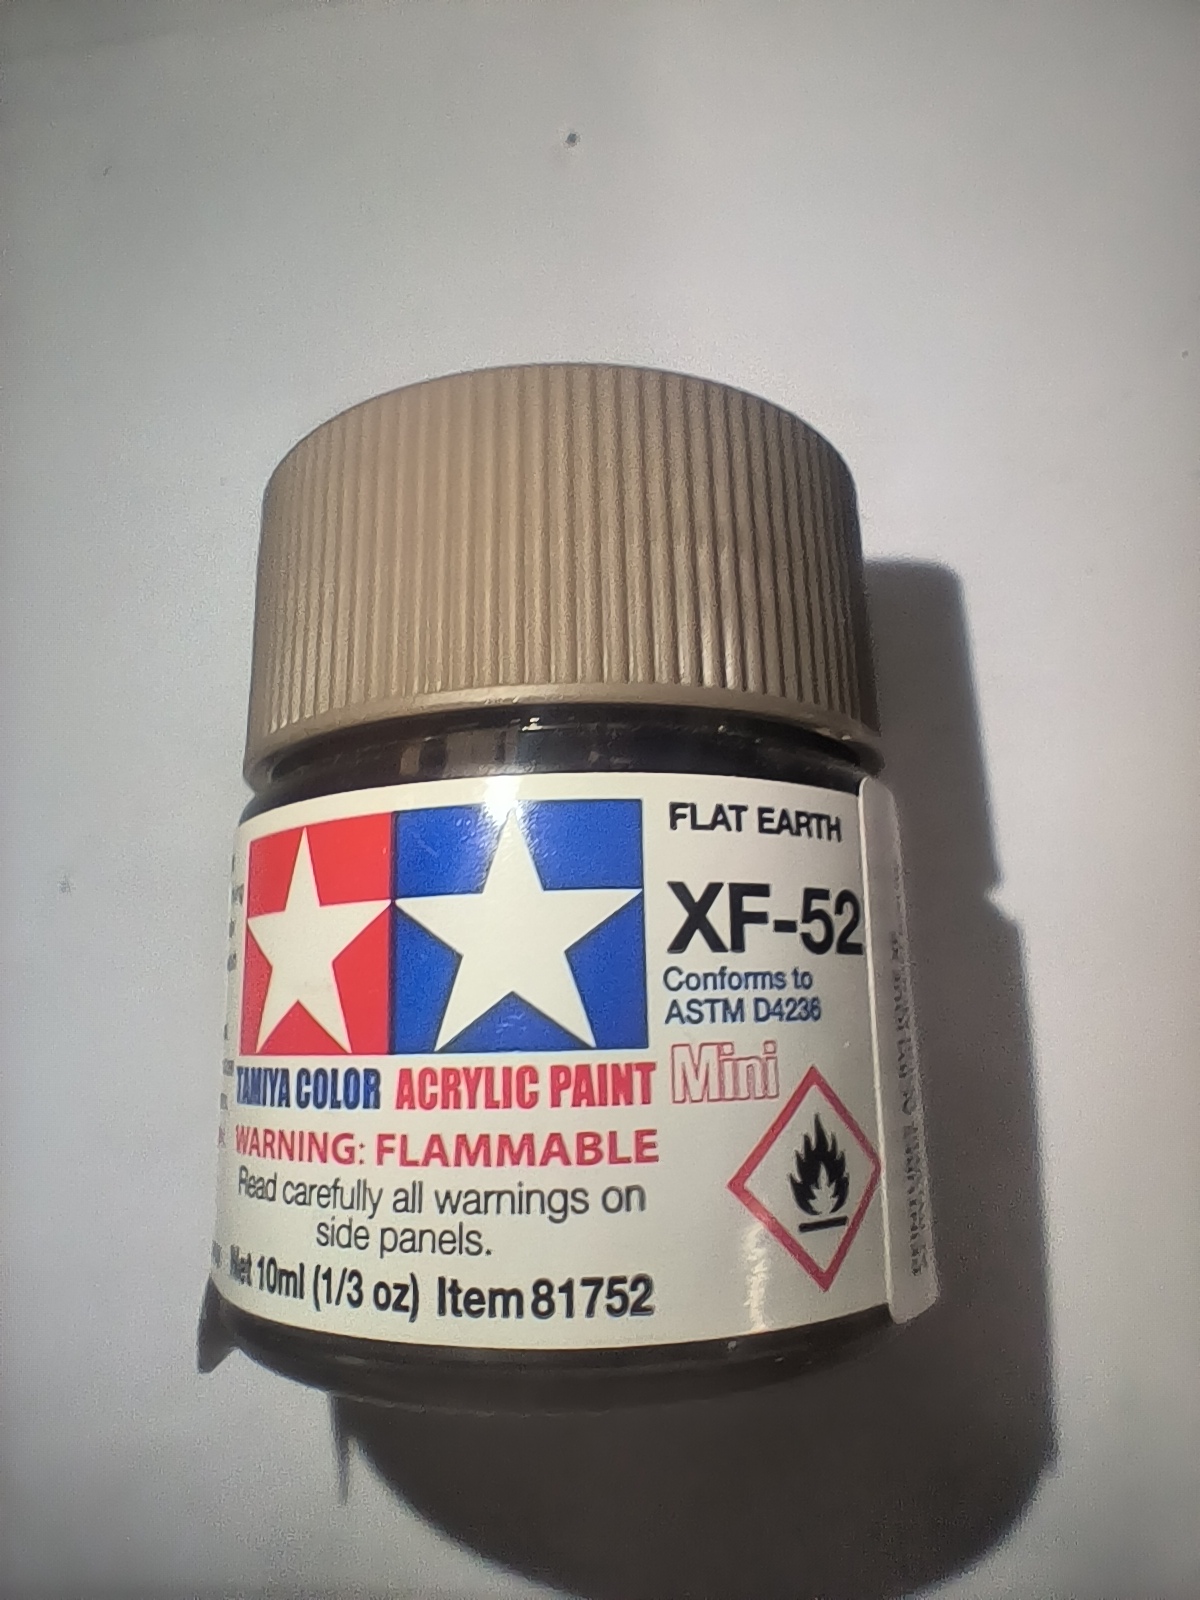 FLAT EARTH
XF-52
Conforms to
ASTM D4236
TAMIYA COLOR ACRYLIC PAINT Mini
WARNING: FLAMMABLE
Read carefully all warnings on
side panels.
Net 10ml (1/3 oz) Item 81752